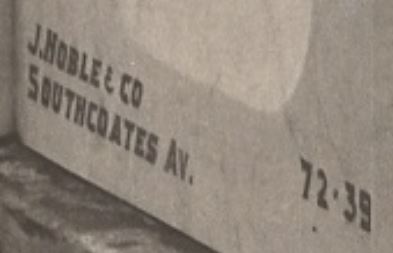 J. NOBLE & CO
SOUTHCOATES AV.
72·39